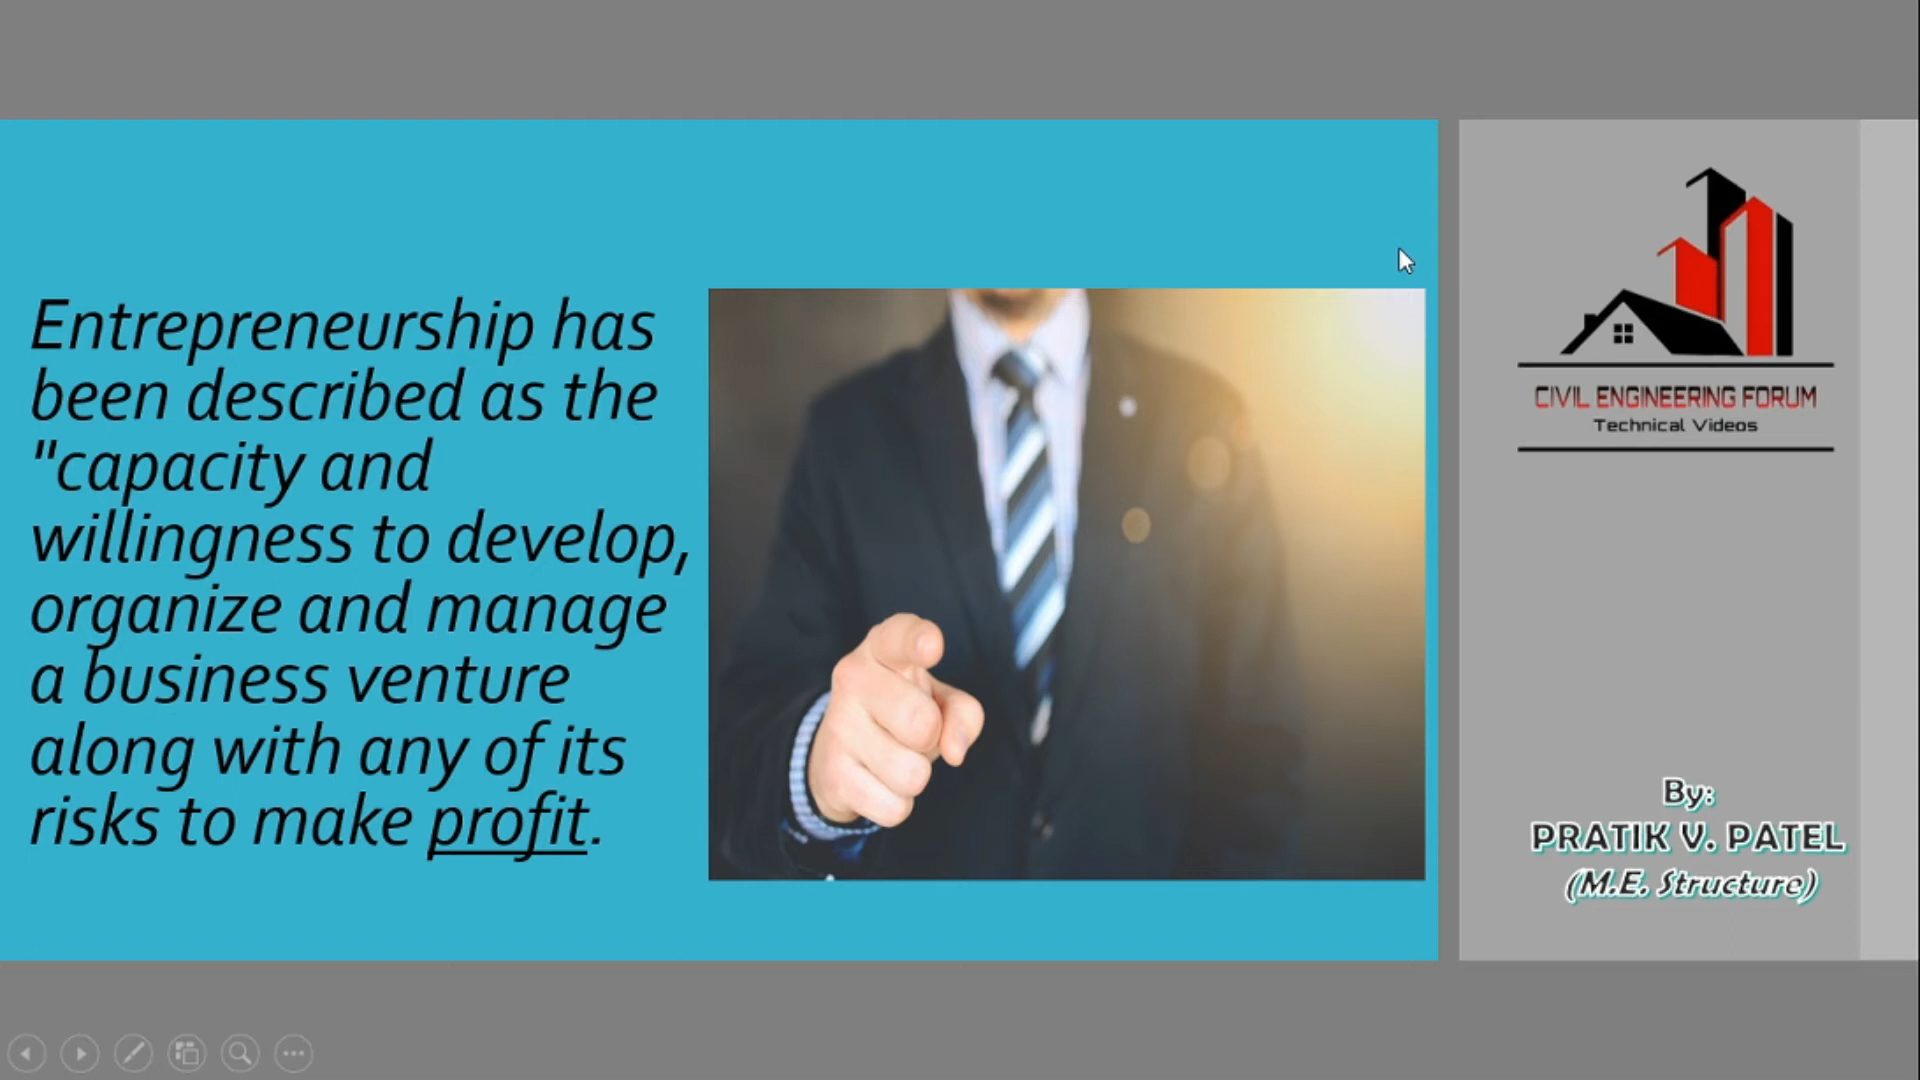 Entrepreneurship has
been described as the
"capacity and
willingness to develop,
organize and manage
a business venture
along with any of its
risks to make profit.
CIVIL ENGINEERING FORUM
Technical Videos
By:
PRATIK V. PATEL
(M.E. Structure)